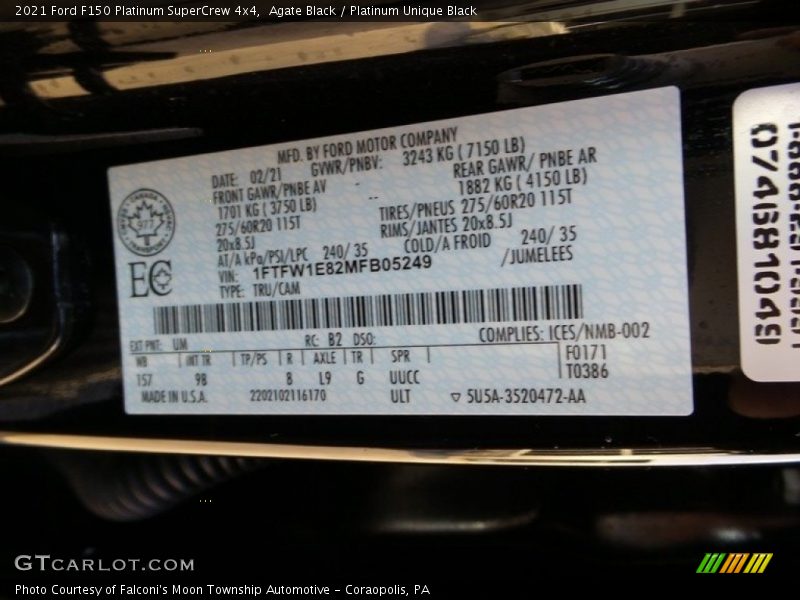 2021 Ford F150 Platinum SuperCrew 4x4, Agate Black / Platinum Unique Black
MFD. BY FORD MOTOR COMPANY
DATE: 02/21 GVWR/PNBV: 3243 KG ( 7150 LB)
FRONT GAWR/PNBE AV - -- REAR GAWR/ PNBE AR
1701 KG ( 3750 LB) 1882 KG ( 4150 LB)
275/60R20 115T TIRES/PNEUS 275/60R20 115T
20x8.5J RIMS/JANTES 20x8.5J
AT/A kPa/PSI/LPC 240/ 35 COLD/A FROID 240/ 35
VIN: 1FTFW1E82MFB05249 /JUMELEES
TYPE: TRU/CAM
977
EC
EXT PNT: UM RC: B2 DSO: COMPLIES: ICES/NMB-002
WB INT TR TP/PS R AXLE TR SPR F0171
157 9B 8 L9 G UUCC T0386
MADE IN U.S.A. 2202102116170 ULT 5U5A-3520472-AA
074681049
GTCARLOT.COM
Photo Courtesy of Falconi's Moon Township Automotive - Coraopolis, PA